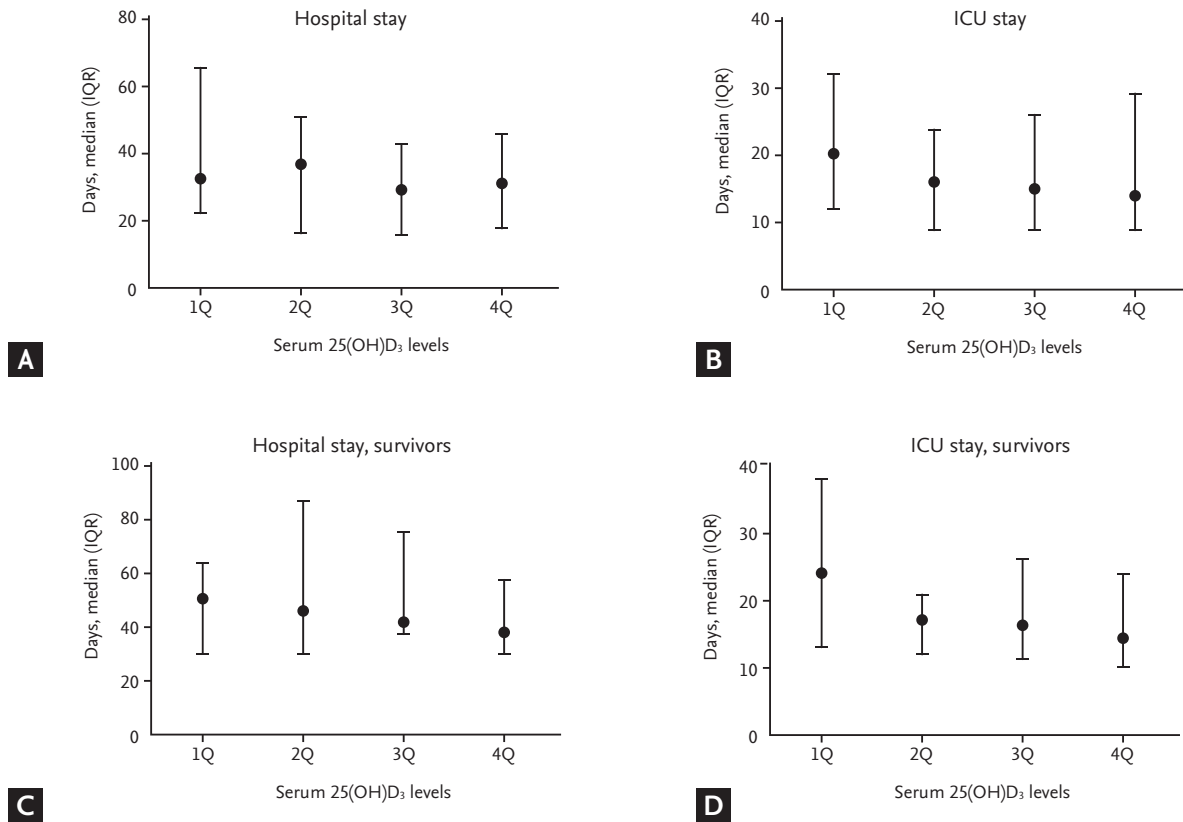 Hospital stay
80
60
40
20
0
Days, median (IQR)
1Q 2Q 3Q 4Q
Serum 25(OH)D₃ levels
A
ICU stay
40
30
20
10
0
Days, median (IQR)
1Q 2Q 3Q 4Q
Serum 25(OH)D₃ levels
B
Hospital stay, survivors
100
80
60
40
20
0
Days, median (IQR)
1Q 2Q 3Q 4Q
Serum 25(OH)D₃ levels
C
ICU stay, survivors
40
30
20
10
0
Days, median (IQR)
1Q 2Q 3Q 4Q
Serum 25(OH)D₃ levels
D